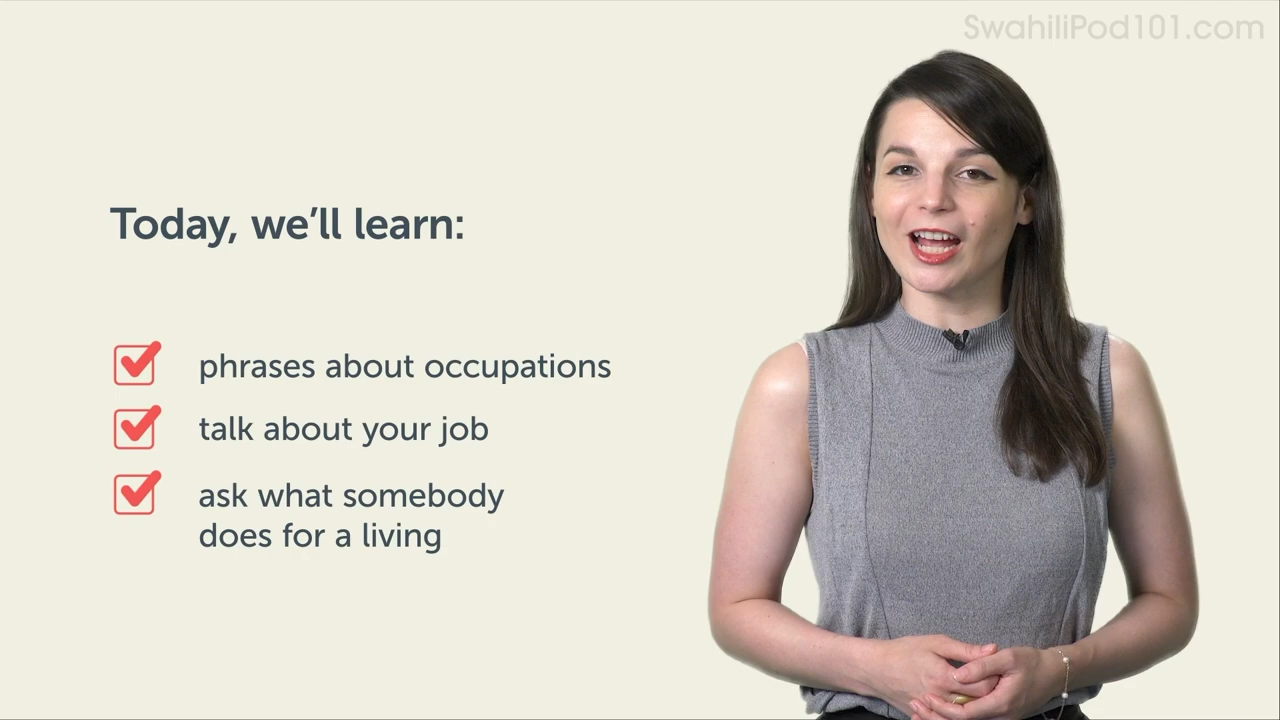 SwahiliPod101.com
Today, we'll learn:
phrases about occupations
talk about your job
ask what somebody
does for a living